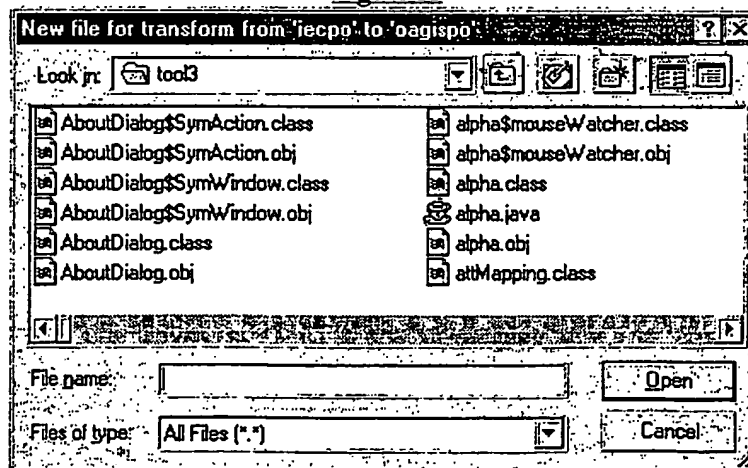 New file for transform from 'iecpo' to 'oagispo'
Look in: tool3
AboutDialog$SymAction.class
AboutDialog$SymAction.obj
AboutDialog$SymWindow.class
AboutDialog$SymWindow.obj
AboutDialog.class
AboutDialog.obj
alpha$mouseWatcher.class
alpha$mouseWatcher.obj
alpha.class
alpha.java
alpha.obj
attMapping.class
File name:
Open
Files of type: All Files (*.*)
Cancel